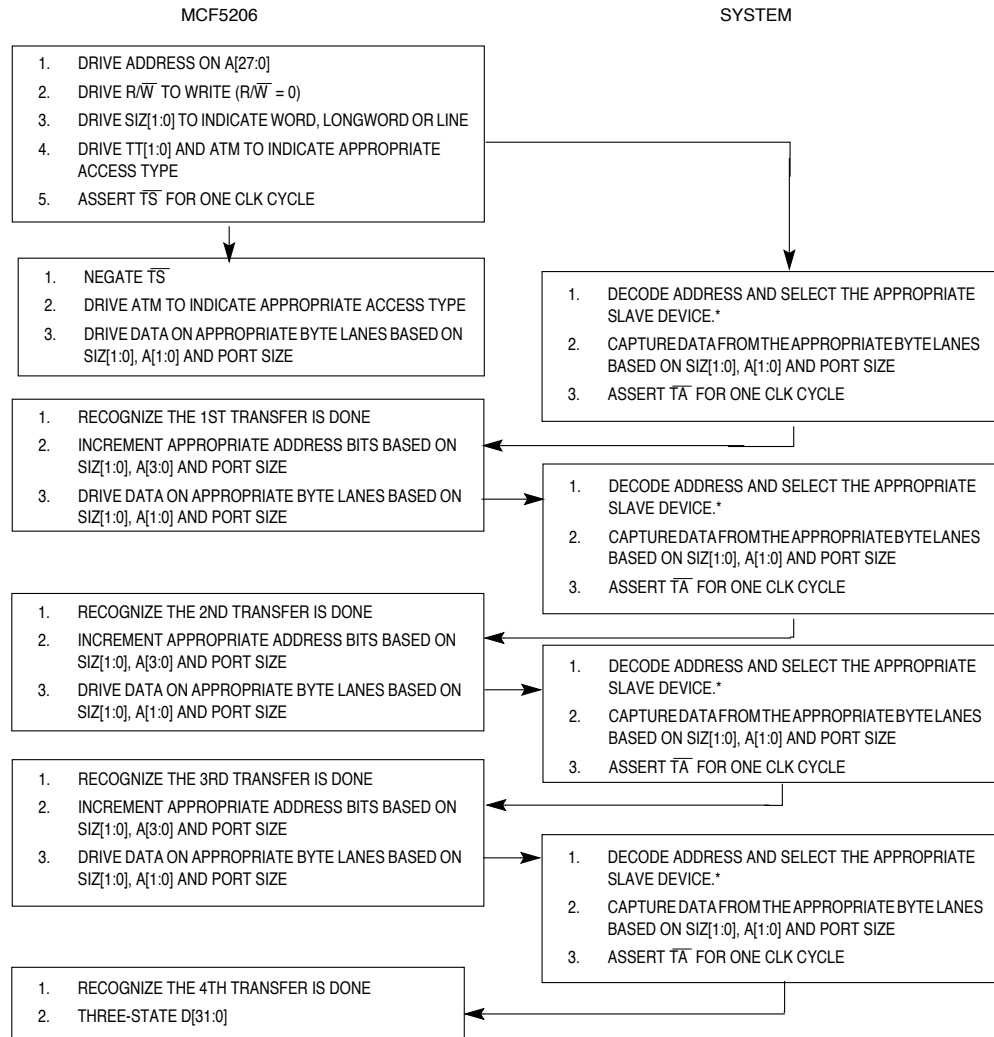 MCF5206
SYSTEM
1. DRIVE ADDRESS ON A[27:0]
2. DRIVE R/W̅ TO WRITE (R/W̅ = 0)
3. DRIVE SIZ[1:0] TO INDICATE WORD, LONGWORD OR LINE
4. DRIVE TT[1:0] AND ATM TO INDICATE APPROPRIATE
ACCESS TYPE
5. ASSERT T̅S̅ FOR ONE CLK CYCLE
1. NEGATE T̅S̅
2. DRIVE ATM TO INDICATE APPROPRIATE ACCESS TYPE
3. DRIVE DATA ON APPROPRIATE BYTE LANES BASED ON
SIZ[1:0], A[1:0] AND PORT SIZE
1. DECODE ADDRESS AND SELECT THE APPROPRIATE
SLAVE DEVICE.*
2. CAPTURE DATA FROM THE APPROPRIATE BYTE LANES
BASED ON SIZ[1:0], A[1:0] AND PORT SIZE
3. ASSERT T̅A̅ FOR ONE CLK CYCLE
1. RECOGNIZE THE 1ST TRANSFER IS DONE
2. INCREMENT APPROPRIATE ADDRESS BITS BASED ON
SIZ[1:0], A[3:0] AND PORT SIZE
3. DRIVE DATA ON APPROPRIATE BYTE LANES BASED ON
SIZ[1:0], A[1:0] AND PORT SIZE
1. DECODE ADDRESS AND SELECT THE APPROPRIATE
SLAVE DEVICE.*
2. CAPTURE DATA FROM THE APPROPRIATE BYTE LANES
BASED ON SIZ[1:0], A[1:0] AND PORT SIZE
3. ASSERT T̅A̅ FOR ONE CLK CYCLE
1. RECOGNIZE THE 2ND TRANSFER IS DONE
2. INCREMENT APPROPRIATE ADDRESS BITS BASED ON
SIZ[1:0], A[3:0] AND PORT SIZE
3. DRIVE DATA ON APPROPRIATE BYTE LANES BASED ON
SIZ[1:0], A[1:0] AND PORT SIZE
1. DECODE ADDRESS AND SELECT THE APPROPRIATE
SLAVE DEVICE.*
2. CAPTURE DATA FROM THE APPROPRIATE BYTE LANES
BASED ON SIZ[1:0], A[1:0] AND PORT SIZE
3. ASSERT T̅A̅ FOR ONE CLK CYCLE
1. RECOGNIZE THE 3RD TRANSFER IS DONE
2. INCREMENT APPROPRIATE ADDRESS BITS BASED ON
SIZ[1:0], A[3:0] AND PORT SIZE
3. DRIVE DATA ON APPROPRIATE BYTE LANES BASED ON
SIZ[1:0], A[1:0] AND PORT SIZE
1. DECODE ADDRESS AND SELECT THE APPROPRIATE
SLAVE DEVICE.*
2. CAPTURE DATA FROM THE APPROPRIATE BYTE LANES
BASED ON SIZ[1:0], A[1:0] AND PORT SIZE
3. ASSERT T̅A̅ FOR ONE CLK CYCLE
1. RECOGNIZE THE 4TH TRANSFER IS DONE
2. THREE-STATE D[31:0]